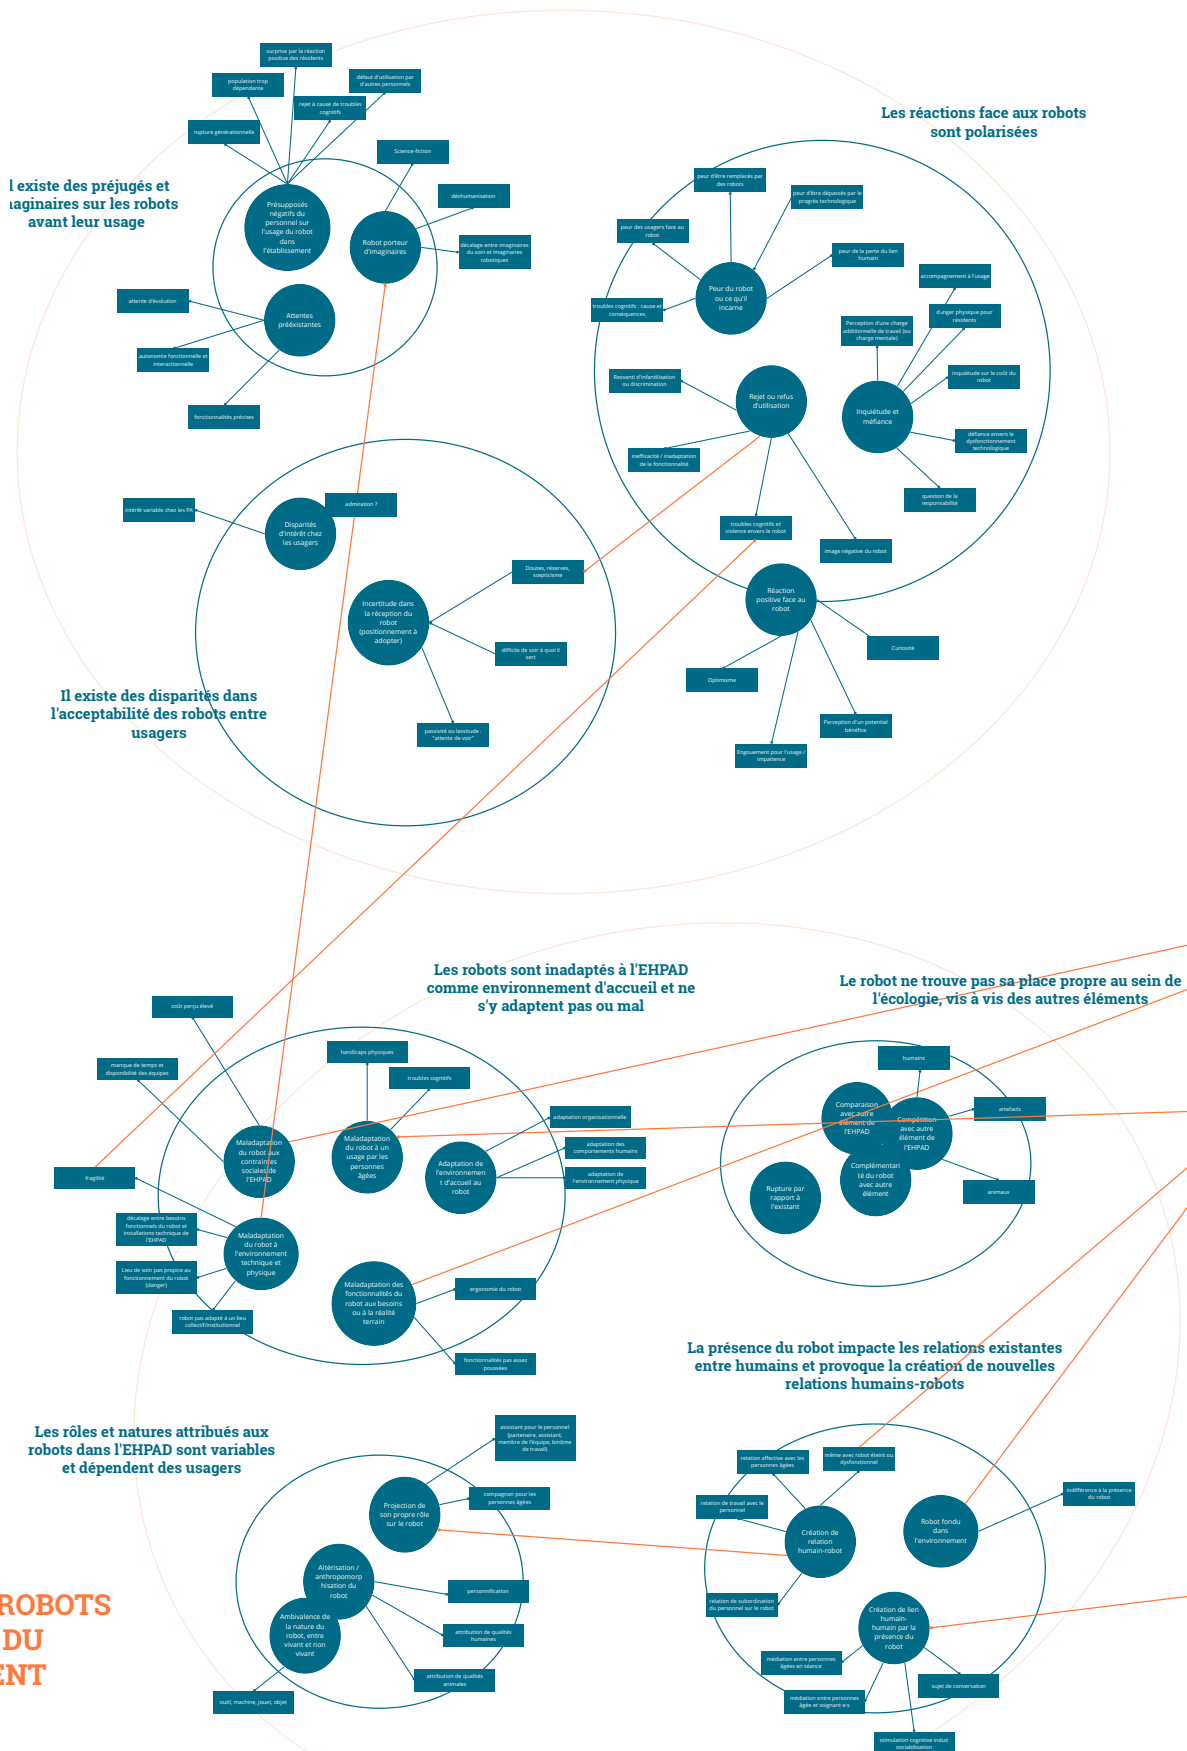 surprise par la réaction
positive des résidents
population trop
dépendante
défaut d'utilisation par
d'autres personnels
rejet à cause de troubles
cognitifs
rupture générationnelle
Science-fiction
déshumanisation
décalage entre imaginaires
du soin et imaginaires
robotiques
l existe des préjugés et
aginaires sur les robots
avant leur usage
Présupposés
négatifs du
personnel sur
l'usage du robot
dans
l'établissement
Robot porteur
d'imaginaires
Attentes
prééxistantes
attente d'évolution
autonomie fonctionnelle et
interactionnelle
fonctionnalités précises
Les réactions face aux robots
sont polarisées
peur d'être remplacés par
des robots
peur d'être dépassés par le
progrès technologique
peur des usagers face au
robot
peur de la perte du lien
humain
troubles cognitifs : cause et
conséquences
Peur du robot
ou ce qu'il
incarne
accompagnement à l'usage
danger physique pour
résidents
Perception d'une charge
additionnelle de travail (ou
charge mentale)
inquiétude sur le coût du
robot
Inquiétude et
méfiance
défiance envers le
dysfonctionnement
technologique
question de la
responsabilité
Ressenti d'infantilisation
ou discrimination
Rejet ou refus
d'utilisation
inefficacité / inadaptation
de la fonctionnalité
troubles cognitifs et
violence envers le robot
image négative du robot
Réaction
positive face au
robot
Curiosité
Optimisme
Perception d'un potentiel
bénéfice
Engouement pour l'usage /
impatience
intérêt variable chez les PA
admiration ?
Disparités
d'intérêt chez
les usagers
Doutes, réserves,
scepticisme
Incertitude dans
la réception du
robot
(positionnement à
adopter)
difficile de voir à quoi il
sert
passivité ou lassitude :
"attente de voir"
Il existe des disparités dans
l'acceptabilité des robots entre
usagers
Les robots sont inadaptés à l'EHPAD
comme environnement d'accueil et ne
s'y adaptent pas ou mal
coût perçu élevé
manque de temps et
disponibilité des équipes
handicaps physiques
troubles cognitifs
Maladaptation
du robot aux
contraintes
sociales de
l'EHPAD
Maladaptation
du robot à un
usage par les
personnes
âgées
Adaptation de
l'environnemen
t d'accueil au
robot
adaptation organisationnelle
adaptation des
comportements humains
adaptation de
l'environnement physique
fragilité
décalage entre besoins
fonctionnels du robot et
installations technique de
l'EHPAD
Lieu de soin pas propice au
fonctionnement du robot
(danger)
robot pas adapté à un lieu
collectif/institutionnel
Maladaptation
du robot à
l'environnement
technique et
physique
Maladaptation des
fonctionnalités du
robot aux besoins
ou à la réalité
terrain
ergonomie du robot
fonctionnalités pas assez
poussées
Le robot ne trouve pas sa place propre au sein de
l'écologie, vis à vis des autres éléments
humains
artefacts
animaux
Comparaison
avec autre
élément de
l'EHPAD
Compétition
avec autre
élément de
l'EHPAD
Complémentari
té du robot
avec autre
élément
Rupture par
rapport à
l'existant
La présence du robot impacte les relations existantes
entre humains et provoque la création de nouvelles
relations humains-robots
relation affective avec les
personnes âgées
même avec robot éteint ou
dysfonctionnel
relation de travail avec le
personnel
indifférence à la présence
du robot
Création de
relation
humain-robot
Robot fondu
dans
l'environnement
relation de subordination
du personnel sur le robot
Création de lien
humain-
humain par la
présence du
robot
médiation entre personnes
âgées en séance
médiation entre personnes
âgée et soignant·e·s
sujet de conversation
stimulation cognitive induit
sociabilisation
Les rôles et natures attribués aux
robots dans l'EHPAD sont variables
et dépendent des usagers
assistant pour le personnel
(partenaire, assistant,
membre de l'équipe, binôme
de travail)
compagnon pour les
personnes âgées
Projection de
son propre rôle
sur le robot
Altérisation /
anthropomorp
hisation du
robot
personnification
attribution de qualités
humaines
attribution de qualités
animales
Ambivalence de
la nature du
robot, entre
vivant et non
vivant
outil, machine, jouet, objet
ROBOTS
DU
ENT